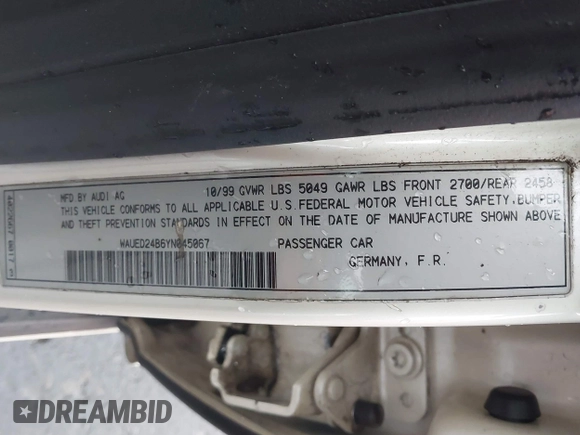 MFD BY AUDI AG 10/99 GVWR LBS 5049 GAWR LBS FRONT 2700/REAR 2458
THIS VEHICLE CONFORMS TO ALL APPLICABLE U.S.FEDERAL MOTOR VEHICLE SAFETY,BUMPER
AND THEFT PREVENTION STANDARDS IN EFFECT ON THE DATE OF MANUFACTURE SHOWN ABOVE
WAUED24B6YN045067 PASSENGER CAR
GERMANY, F.R.
DREAMBID